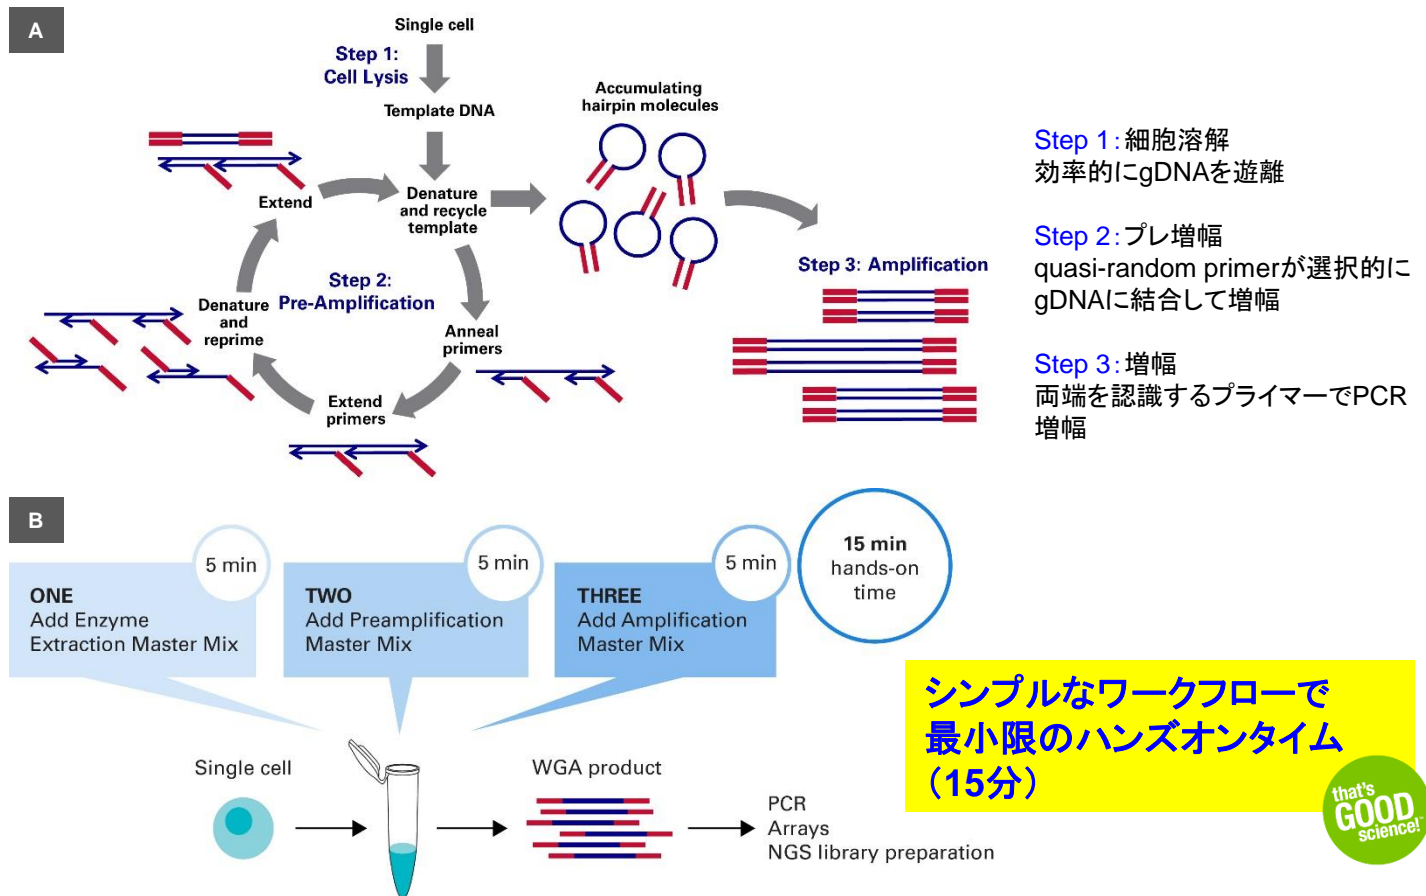 A
Single cell
Step 1:
Cell Lysis
Template DNA
Accumulating
hairpin molecules
Extend
Denature
and recycle
template
Step 2:
Pre-Amplification
Denature
and
reprime
Anneal
primers
Extend
primers
Step 3: Amplification
Step 1：細胞溶解
効率的にgDNAを遊離
Step 2：プレ増幅
quasi-random primerが選択的に
gDNAに結合して増幅
Step 3：増幅
両端を認識するプライマーでPCR
増幅
B
5 min
ONE
Add Enzyme
Extraction Master Mix
5 min
TWO
Add Preamplification
Master Mix
5 min
THREE
Add Amplification
Master Mix
15 min
hands-on
time
Single cell
WGA product
PCR
Arrays
NGS library preparation
シンプルなワークフローで
最小限のハンズオンタイム
（15分）
that's
GOOD
science!™